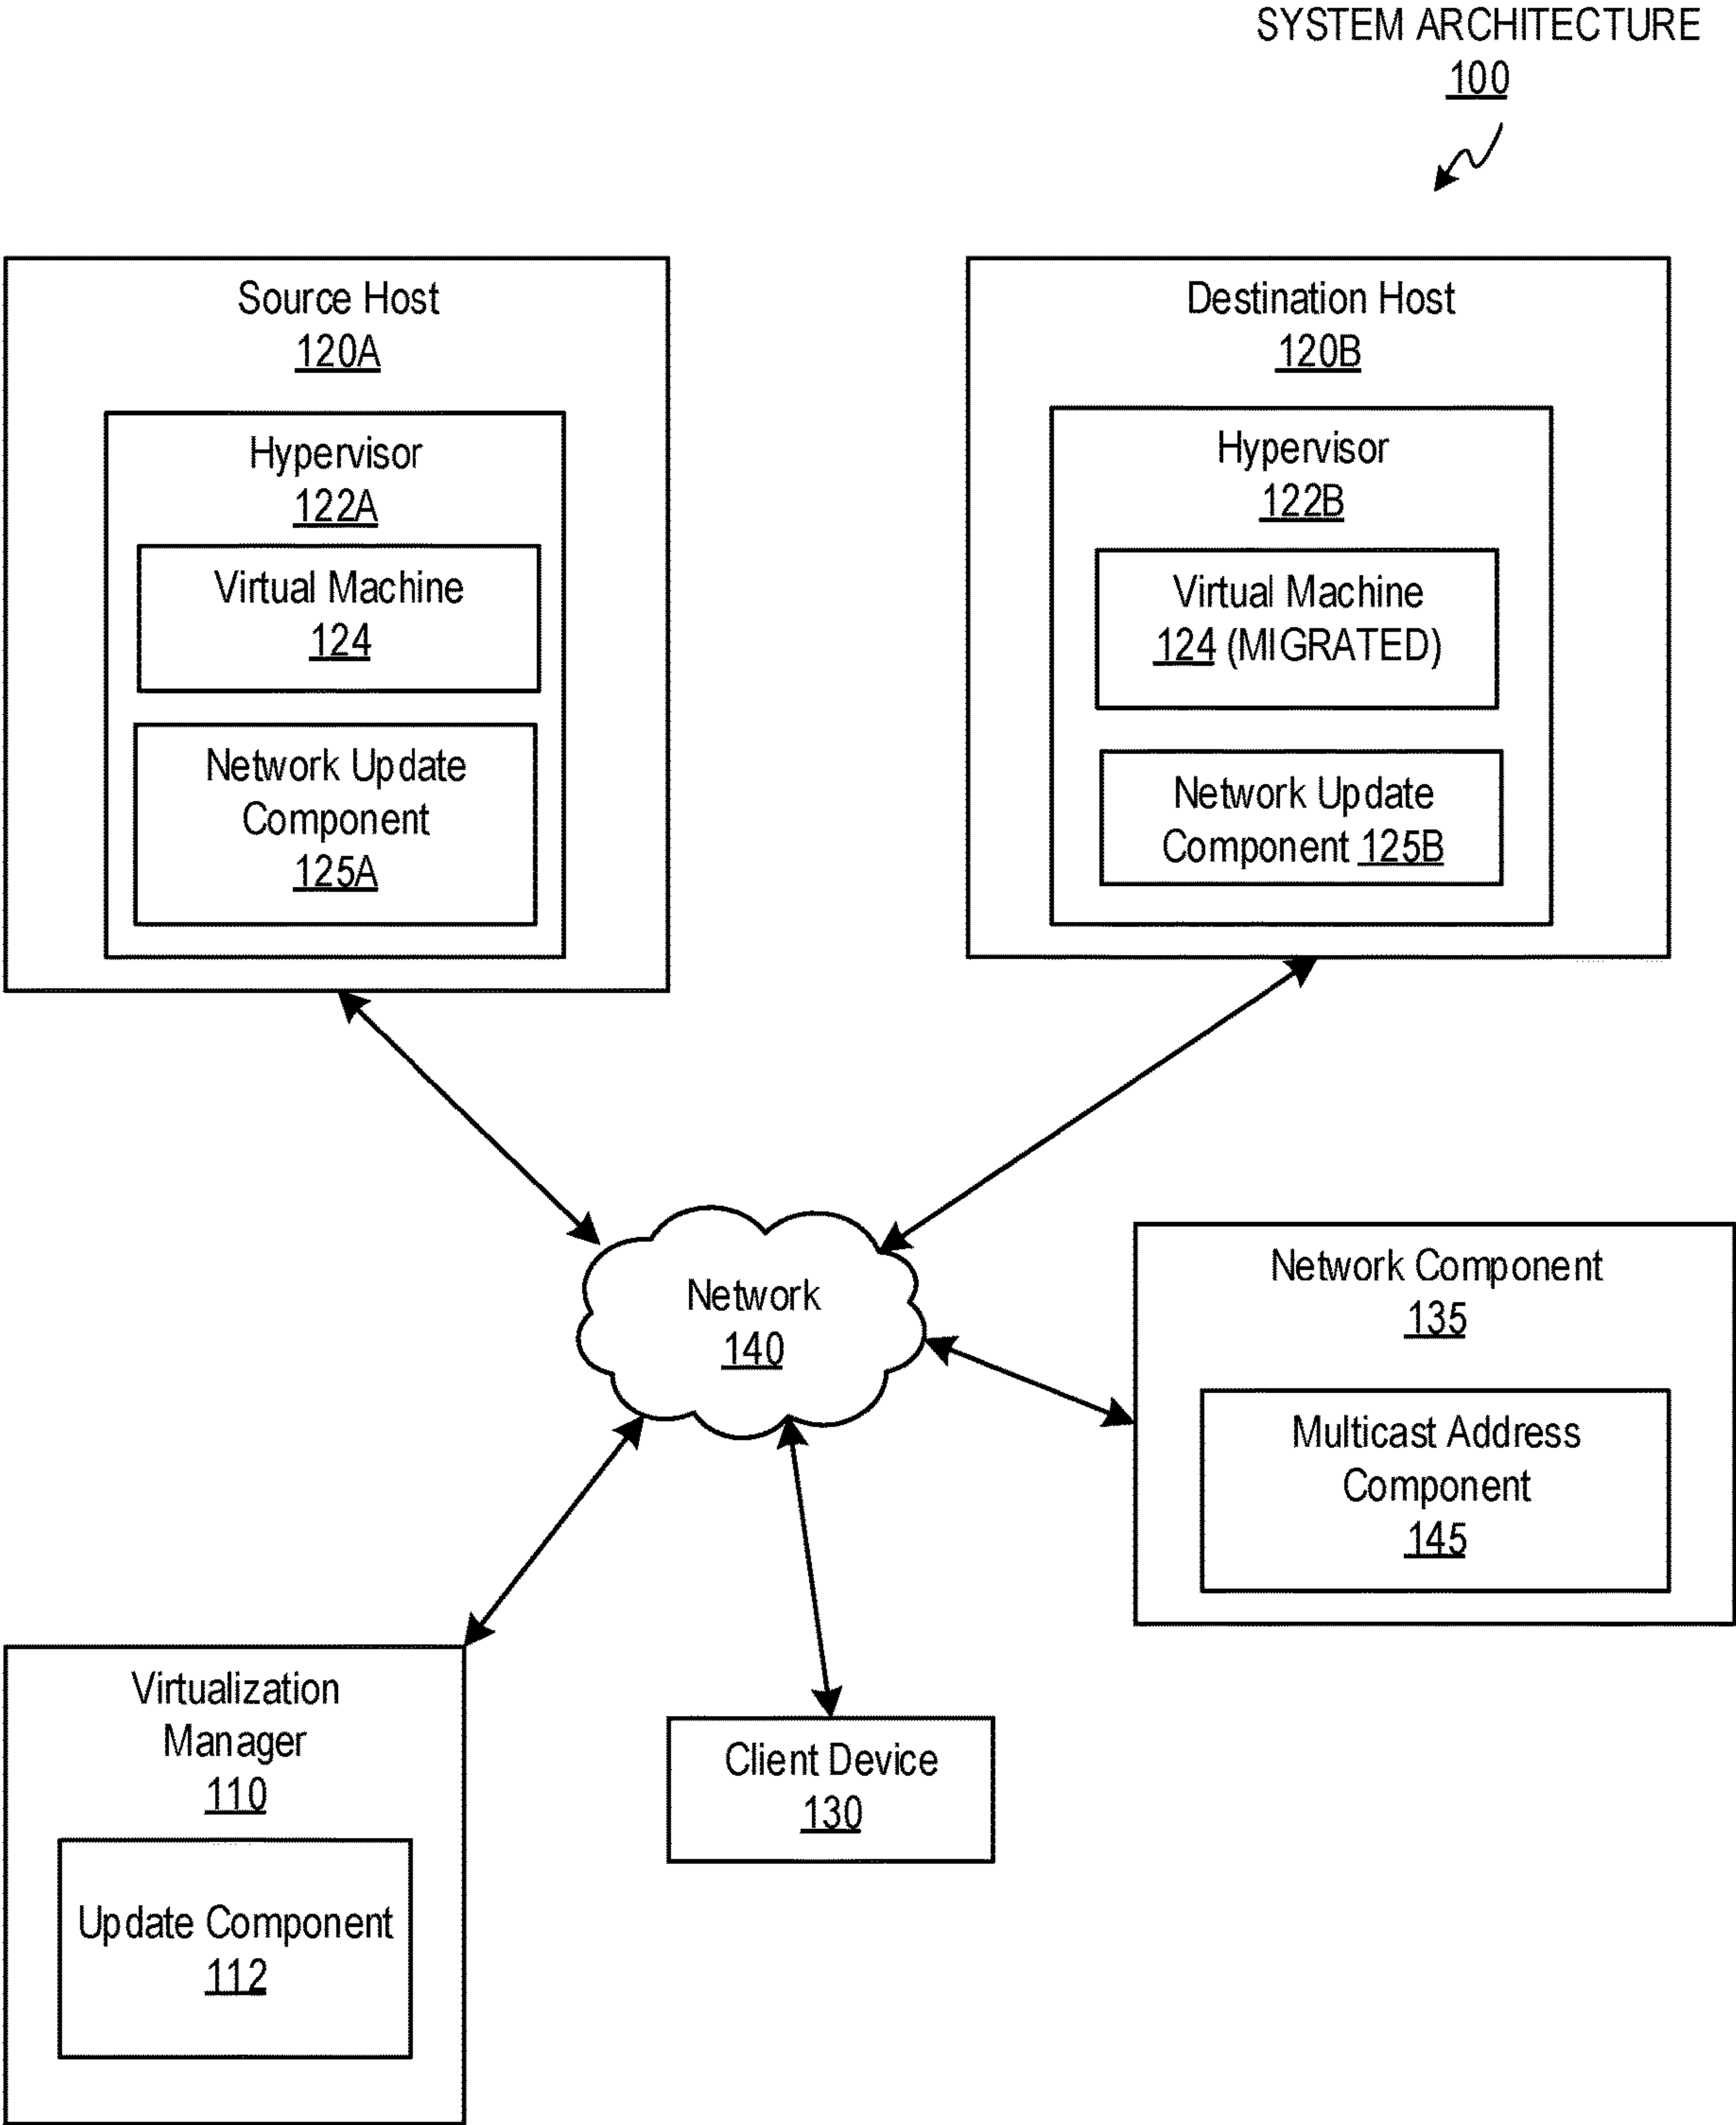 SYSTEM ARCHITECTURE
100
Source Host
120A
Hypervisor
122A
Virtual Machine
124
Network Update
Component
125A
Destination Host
120B
Hypervisor
122B
Virtual Machine
124 (MIGRATED)
Network Update
Component 125B
Network
140
Network Component
135
Multicast Address
Component
145
Virtualization
Manager
110
Update Component
112
Client Device
130